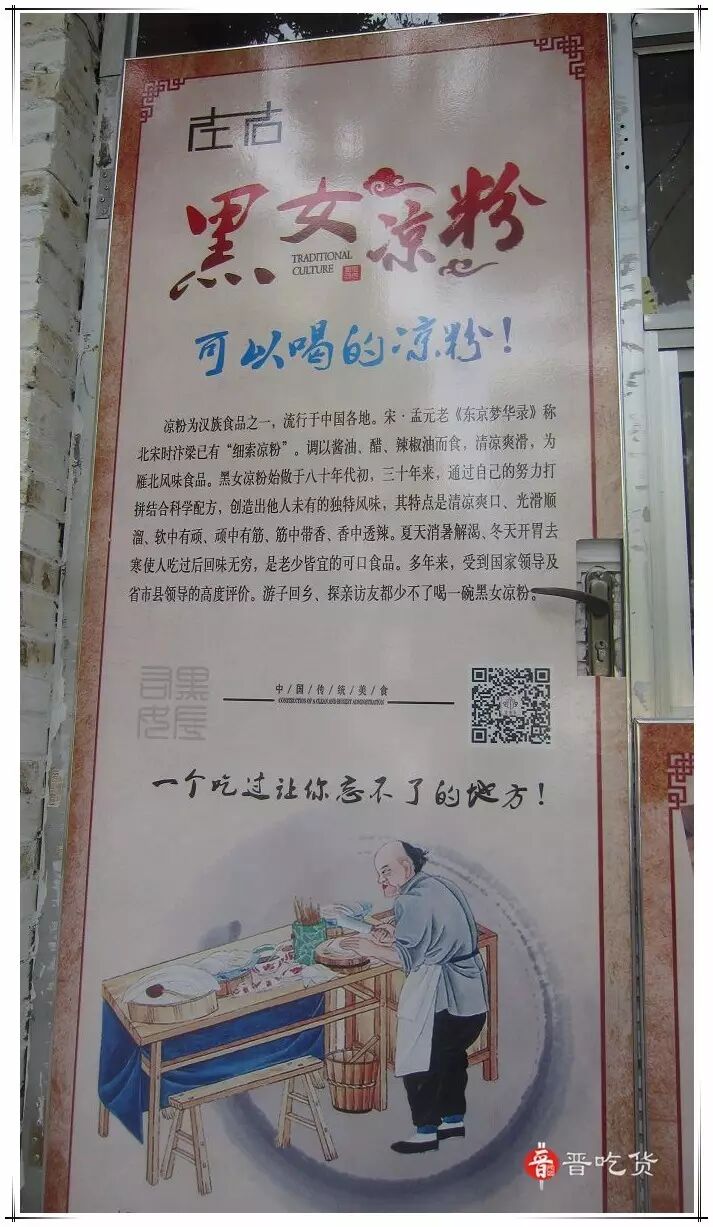 左右
黑女凉粉
TRADITIONAL
CULTURE
可以喝的凉粉！
凉粉为汉族食品之一，流行于中国各地。宋·孟元老《东京梦华录》称
北宋时汴梁已有“细索凉粉”。调以酱油、醋、辣椒油而食，清凉爽滑，为
雁北风味食品。黑女凉粉始做于八十年代初，三十年来，通过自己的努力打
拼结合科学配方，创造出他人未有的独特风味，其特点是清凉爽口、光滑顺
溜、软中有顽、顽中有筋、筋中带香、香中透辣。夏天消暑解渴、冬天开胃去
寒使人吃过后回味无穷，是老少皆宜的可口食品。多年来，受到国家领导及
省市县领导的高度评价。游子回乡、探亲访友都少不了喝一碗黑女凉粉。
中/国/传/统/美/食
CONSTRUCTION OF A CLEAN AND HONEST ADMINISTRATION
一个吃过让你忘不了的地方！
晋吃货